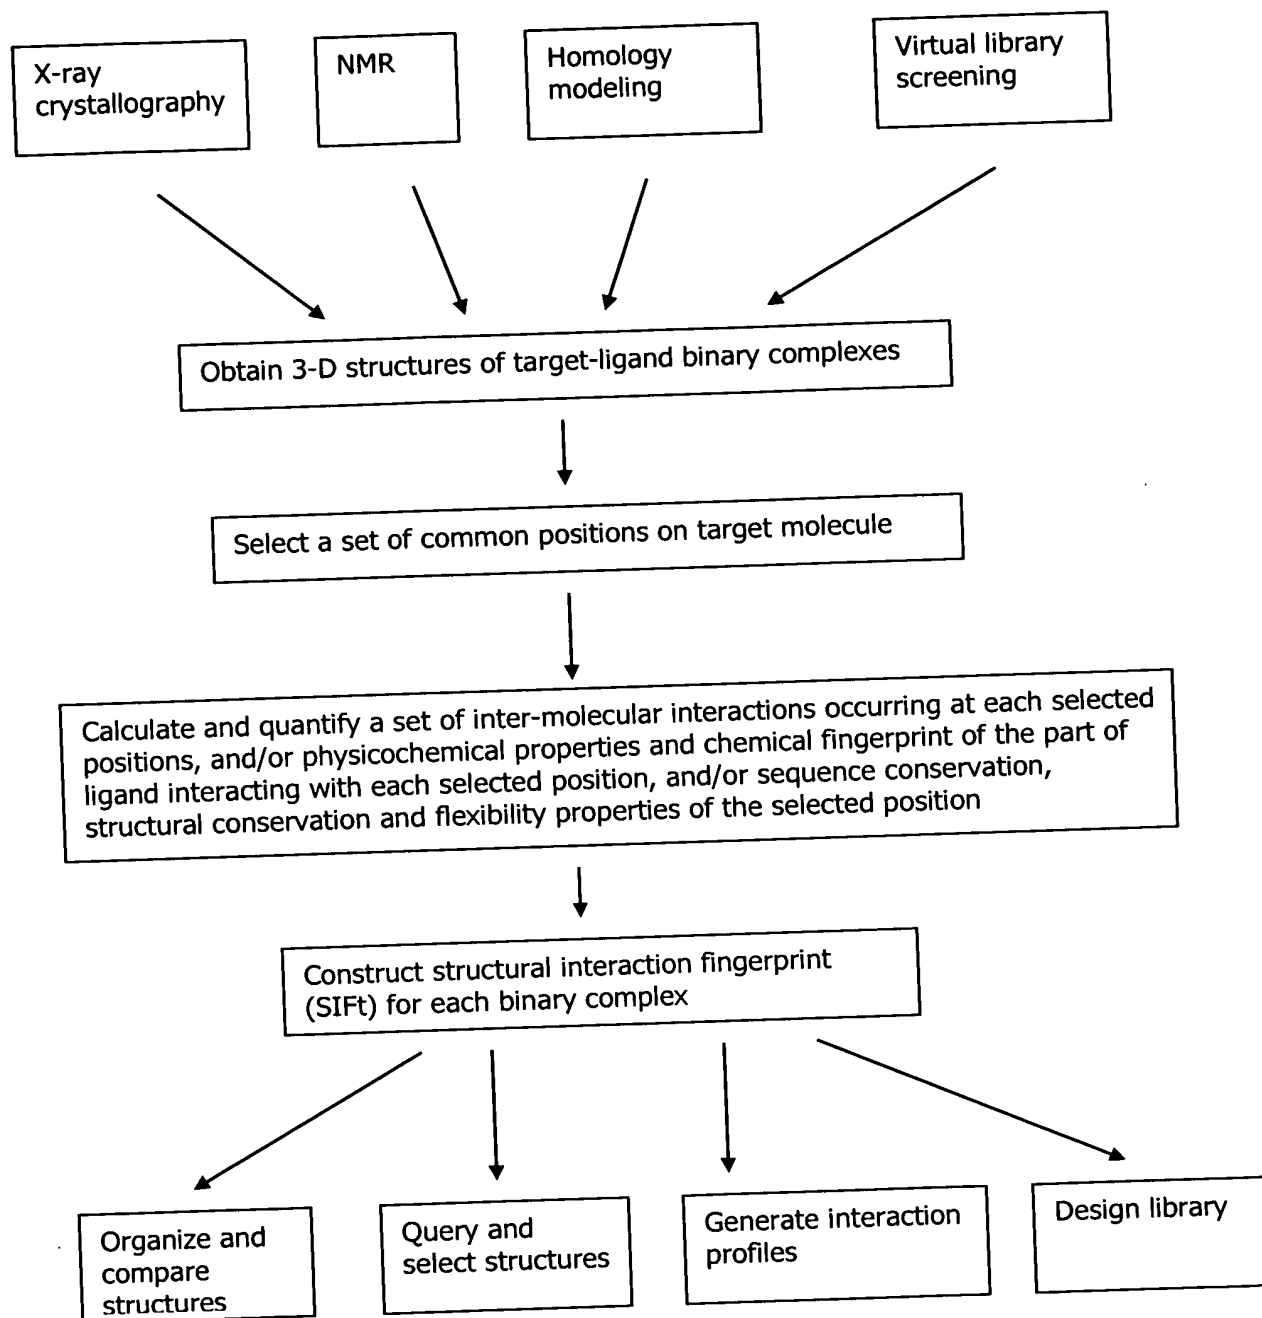 X-ray
crystallography
NMR
Homology
modeling
Virtual library
screening
Obtain 3-D structures of target-ligand binary complexes
Select a set of common positions on target molecule
Calculate and quantify a set of inter-molecular interactions occurring at each selected
positions, and/or physicochemical properties and chemical fingerprint of the part of
ligand interacting with each selected position, and/or sequence conservation,
structural conservation and flexibility properties of the selected position
Construct structural interaction fingerprint
(SIFt) for each binary complex
Organize and
compare
structures
Query and
select structures
Generate interaction
profiles
Design library